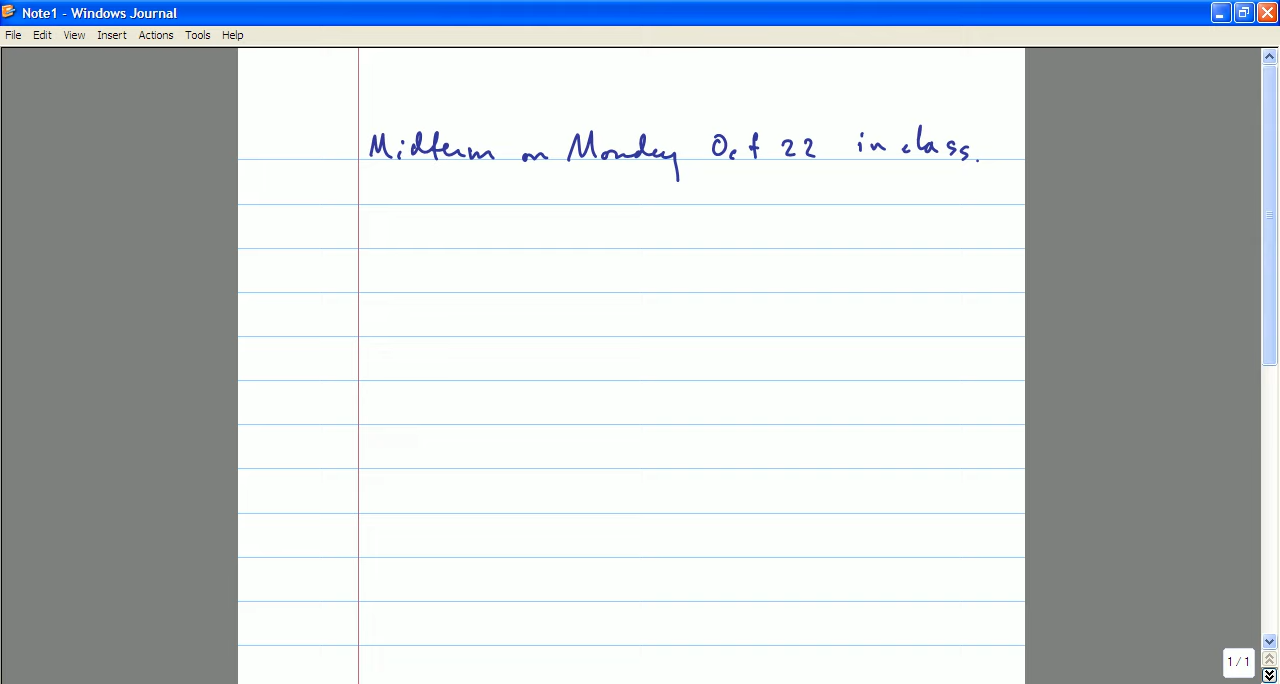 Note1 - Windows Journal
File Edit View Insert Actions Tools Help
Midterm on Monday Oct 22 in class.
1 / 1